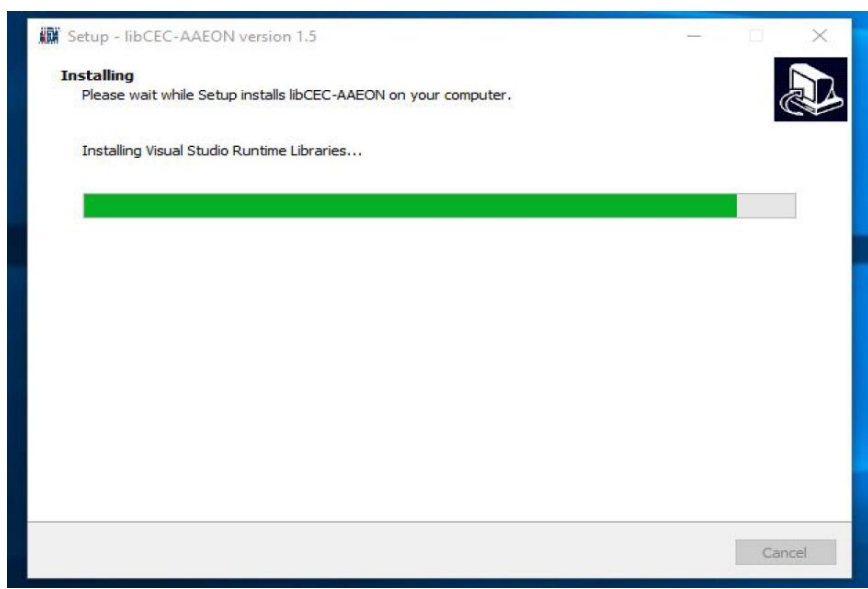 Setup - libCEC-AAEON version 1.5
Installing
Please wait while Setup installs libCEC-AAEON on your computer.
Installing Visual Studio Runtime Libraries...
Cancel